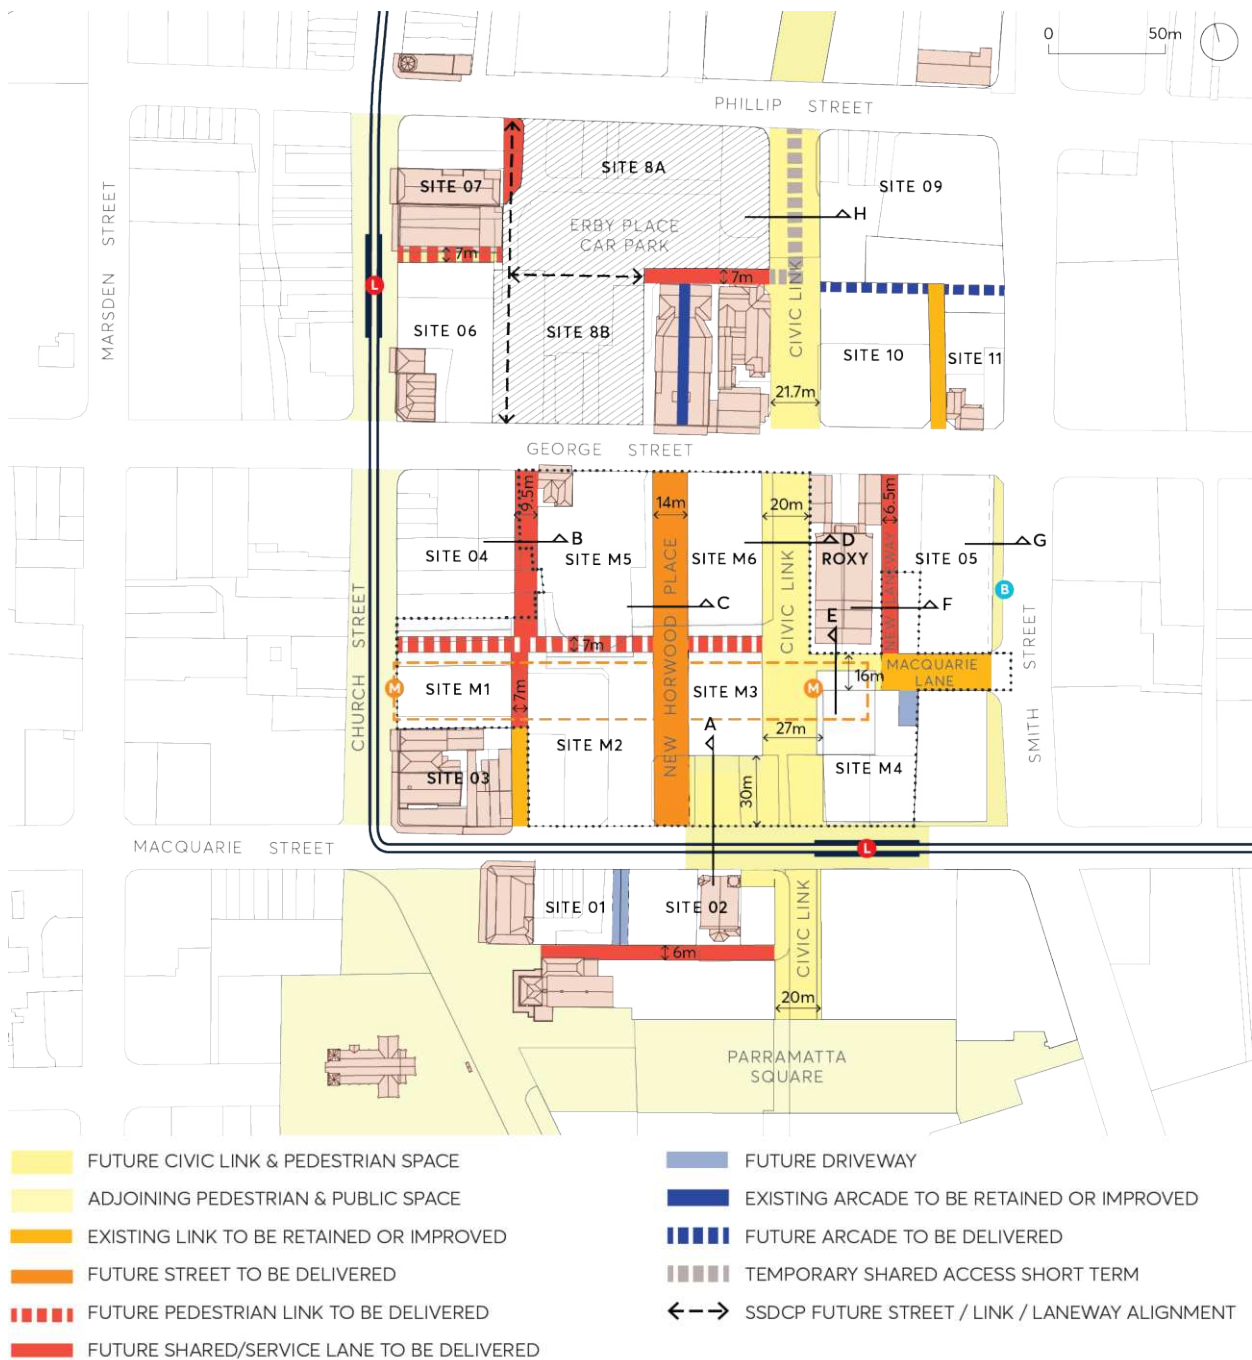 0 50m
PHILLIP STREET
SITE 8A
SITE 07
SITE 09
MARSDEN STREET
ERBY PLACE
CAR PARK
H
7m
7m
L
CIVIC LINK
SITE 06
SITE 8B
SITE 10
SITE 11
21.7m
GEORGE STREET
9.5m
14m
20m
6.5m
B
D
G
SITE 04
SITE M5
SITE M6
ROXY
SITE 05
NEW HORWOOD PLACE
CIVIC LINK
NEW LANEWAY
B
C
F
E
CHURCH STREET
7m
SMITH STREET
MACQUARIE
LANE
16m
M
SITE M1
7m
SITE M3
M
A
27m
SITE M2
SITE M4
SITE 03
30m
MACQUARIE STREET
L
SITE 01
SITE 02
CIVIC LINK
6m
20m
PARRAMATTA
SQUARE
FUTURE CIVIC LINK & PEDESTRIAN SPACE
ADJOINING PEDESTRIAN & PUBLIC SPACE
EXISTING LINK TO BE RETAINED OR IMPROVED
FUTURE STREET TO BE DELIVERED
FUTURE PEDESTRIAN LINK TO BE DELIVERED
FUTURE SHARED/SERVICE LANE TO BE DELIVERED
FUTURE DRIVEWAY
EXISTING ARCADE TO BE RETAINED OR IMPROVED
FUTURE ARCADE TO BE DELIVERED
TEMPORARY SHARED ACCESS SHORT TERM
SSDCP FUTURE STREET / LINK / LANEWAY ALIGNMENT